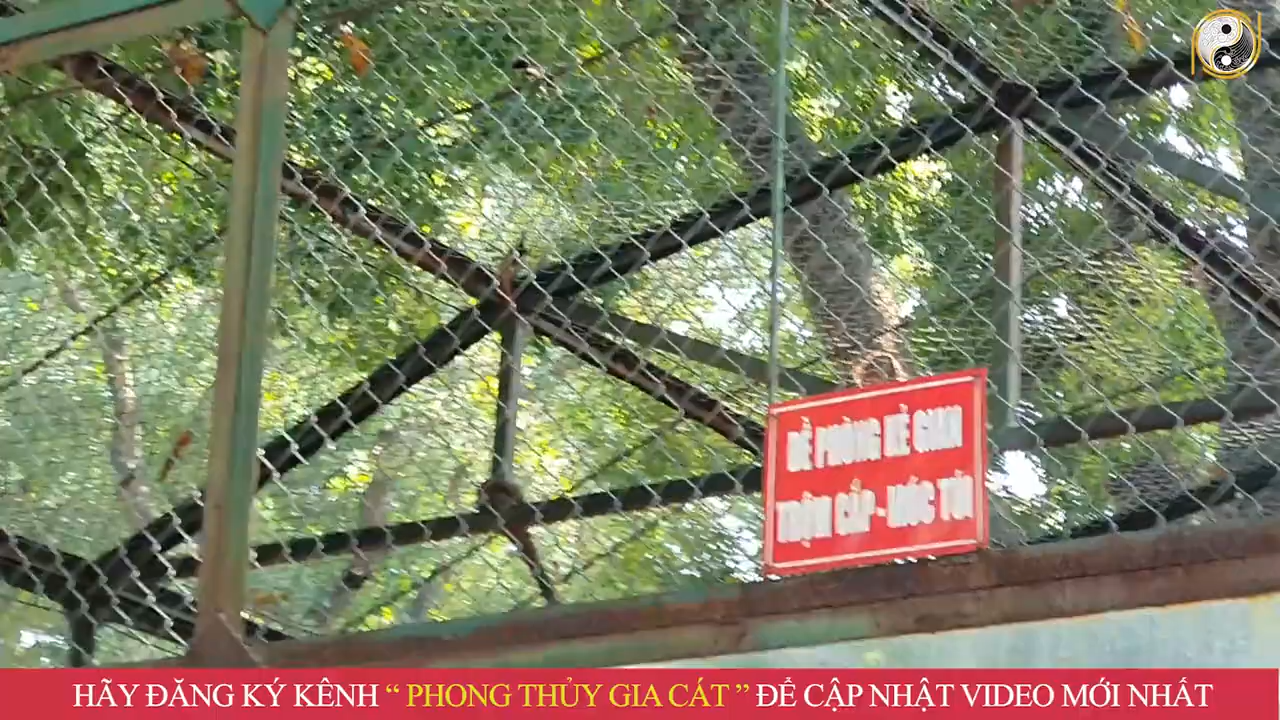 ĐỀ PHÒNG KẺ GIAN
TRỘM CẮP - MÓC TÚI
HÃY ĐĂNG KÝ KÊNH “ PHONG THỦY GIA CÁT ” ĐỂ CẬP NHẬT VIDEO MỚI NHẤT